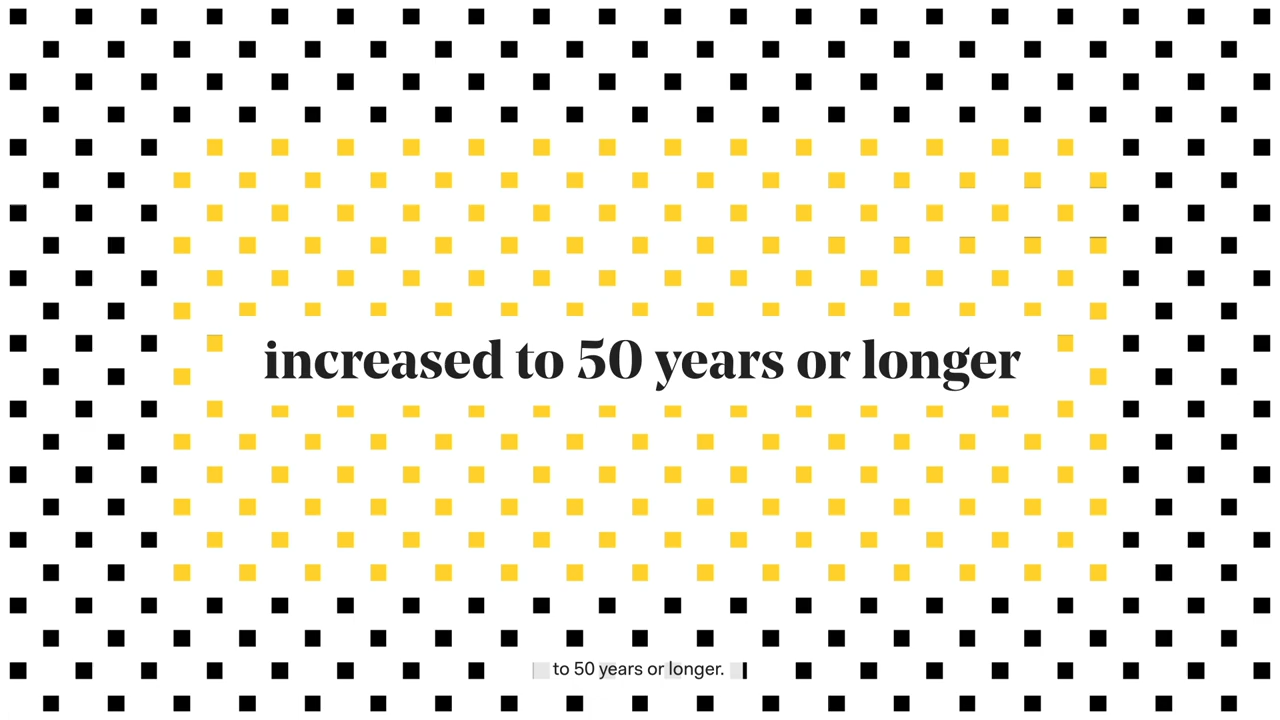 increased to 50 years or longer
to 50 years or longer.